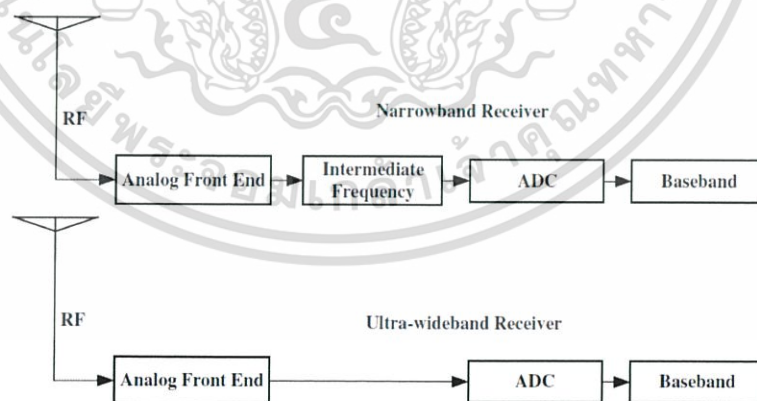 RF
Narrowband Receiver
Analog Front End
Intermediate
Frequency
ADC
Baseband
RF
Ultra-wideband Receiver
Analog Front End
ADC
Baseband